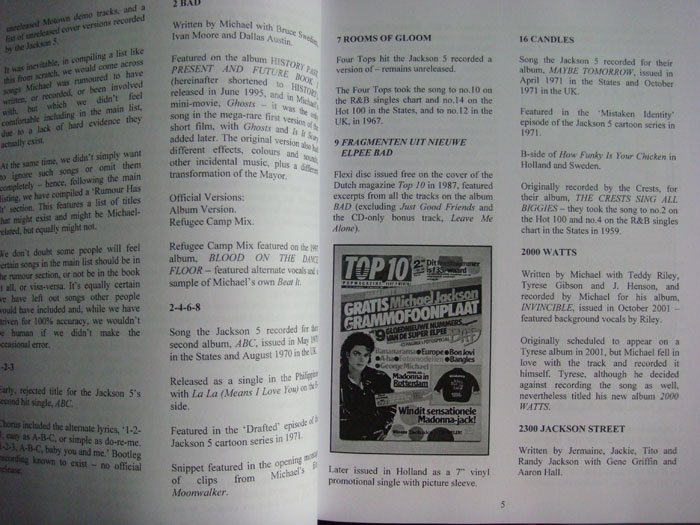 unreleased Motown demo tracks, and a
list of unreleased cover versions recorded
by the Jackson 5.
It was inevitable, in compiling a list like
this from scratch, we would come across
songs Michael was rumoured to have
written, or recorded, or been involved
with, but which we didn't feel
comfortable including in the main list,
due to a lack of hard evidence they
actually exist.
At the same time, we didn't simply want
to ignore such songs or omit them
completely – hence, following the main
listing, we have compiled a 'Rumour Has
It' section. This features a list of titles
that might exist and might be Michael-
related, but equally might not.
We don't doubt some people will feel
certain songs in the main list should be in
the rumour section, or not be in the book
at all, or visa-versa. It's equally certain
we have left out songs other people
would have included and, while we have
striven for 100% accuracy, we wouldn't
be human if we didn't make the
occasional error.
1-2-3
Early, rejected title for the Jackson 5's
second hit single, ABC.
Chorus included the alternate lyrics, '1-2-
3, easy as A-B-C, or simple as do-re-me.
1-2-3, A-B-C, baby you and me.' Bootleg
recording known to exist – no official
release.
2 BAD
Written by Michael with Bruce Swedien,
Ivan Moore and Dallas Austin.
Featured on the album HISTORY PAST,
PRESENT AND FUTURE BOOK
(hereinafter shortened to HISTORY),
released in June 1995, and in Michael's
mini-movie, Ghosts – it was the
song in the mega-rare first version of the
short film, with Ghosts and Is It Scary
added later. The original version also had
different effects, colours and sounds,
other incidental music, plus a different
transformation of the Mayor.
Official Versions:
Album Version.
Refugee Camp Mix.
Refugee Camp Mix featured on the 1997
album, BLOOD ON THE DANCE
FLOOR – featured alternate vocals and a
sample of Michael's own Beat It.
2-4-6-8
Song the Jackson 5 recorded for their
second album, ABC, issued in May 1970
in the States and August 1970 in the UK.
Released as a single in the Philippines
with La La (Means I Love You) on the
side.
Featured in the 'Drafted' episode of the
Jackson 5 cartoon series in 1971.
Snippet featured in the opening montage
of clips from Michael's
Moonwalker.
7 ROOMS OF GLOOM
Four Tops hit the Jackson 5 recorded a
version of – remains unreleased.
The Four Tops took the song to no.10 on
the R&B singles chart and no.14 on the
Hot 100 in the States, and to no.12 in the
UK, in 1967.
9 FRAGMENTEN UIT NIEUWE
ELPEE BAD
Flexi disc issued free on the cover of the
Dutch magazine Top 10 in 1987, featured
excerpts from all the tracks on the album
BAD (excluding Just Good Friends and
the CD-only bonus track, Leave Me
Alone).
TOP 10
GRATIS Michael Jackson
GRAMMOFOONPLAAT
9 GLOEDNIEUWE NUMMERS
VAN DE SUPER ELPEE
Bananarama • Europe • Bon Jovi
Bangles
George Michael
Madonna in
Rotterdam
Win dit sensationele
Madonna-jack!
Later issued in Holland as a 7" vinyl
promotional single with picture sleeve.
5
16 CANDLES
Song the Jackson 5 recorded for their
album, MAYBE TOMORROW, issued in
April 1971 in the States and October
1971 in the UK.
Featured in the 'Mistaken Identity'
episode of the Jackson 5 cartoon series in
1971.
B-side of How Funky Is Your Chicken in
Holland and Sweden.
Originally recorded by the Crests, for
their album, THE CRESTS SING ALL
BIGGIES – they took the song to no.2 on
the Hot 100 and no.4 on the R&B singles
chart in the States in 1959.
2000 WATTS
Written by Michael with Teddy Riley,
Tyrese Gibson and J. Henson, and
recorded by Michael for his album,
INVINCIBLE, issued in October 2001 –
featured background vocals by Riley.
Originally scheduled to appear on a
Tyrese album in 2001, but Michael fell in
love with the track and recorded it
himself. Tyrese, although he decided
against recording the song as well,
nevertheless titled his new album 2000
WATTS.
2300 JACKSON STREET
Written by Jermaine, Jackie, Tito and
Randy Jackson with Gene Griffin and
Aaron Hall.